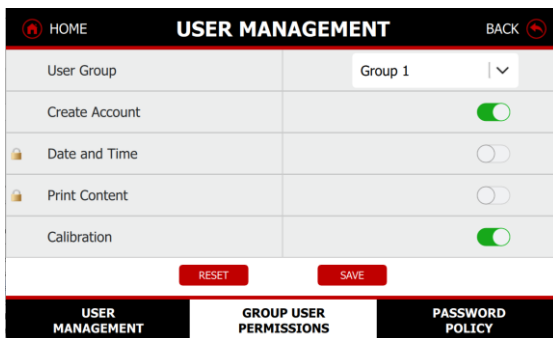 HOME USER MANAGEMENT BACK
User Group Group 1
Create Account
Date and Time
Print Content
Calibration
RESET SAVE
USER GROUP USER PASSWORD
MANAGEMENT PERMISSIONS POLICY